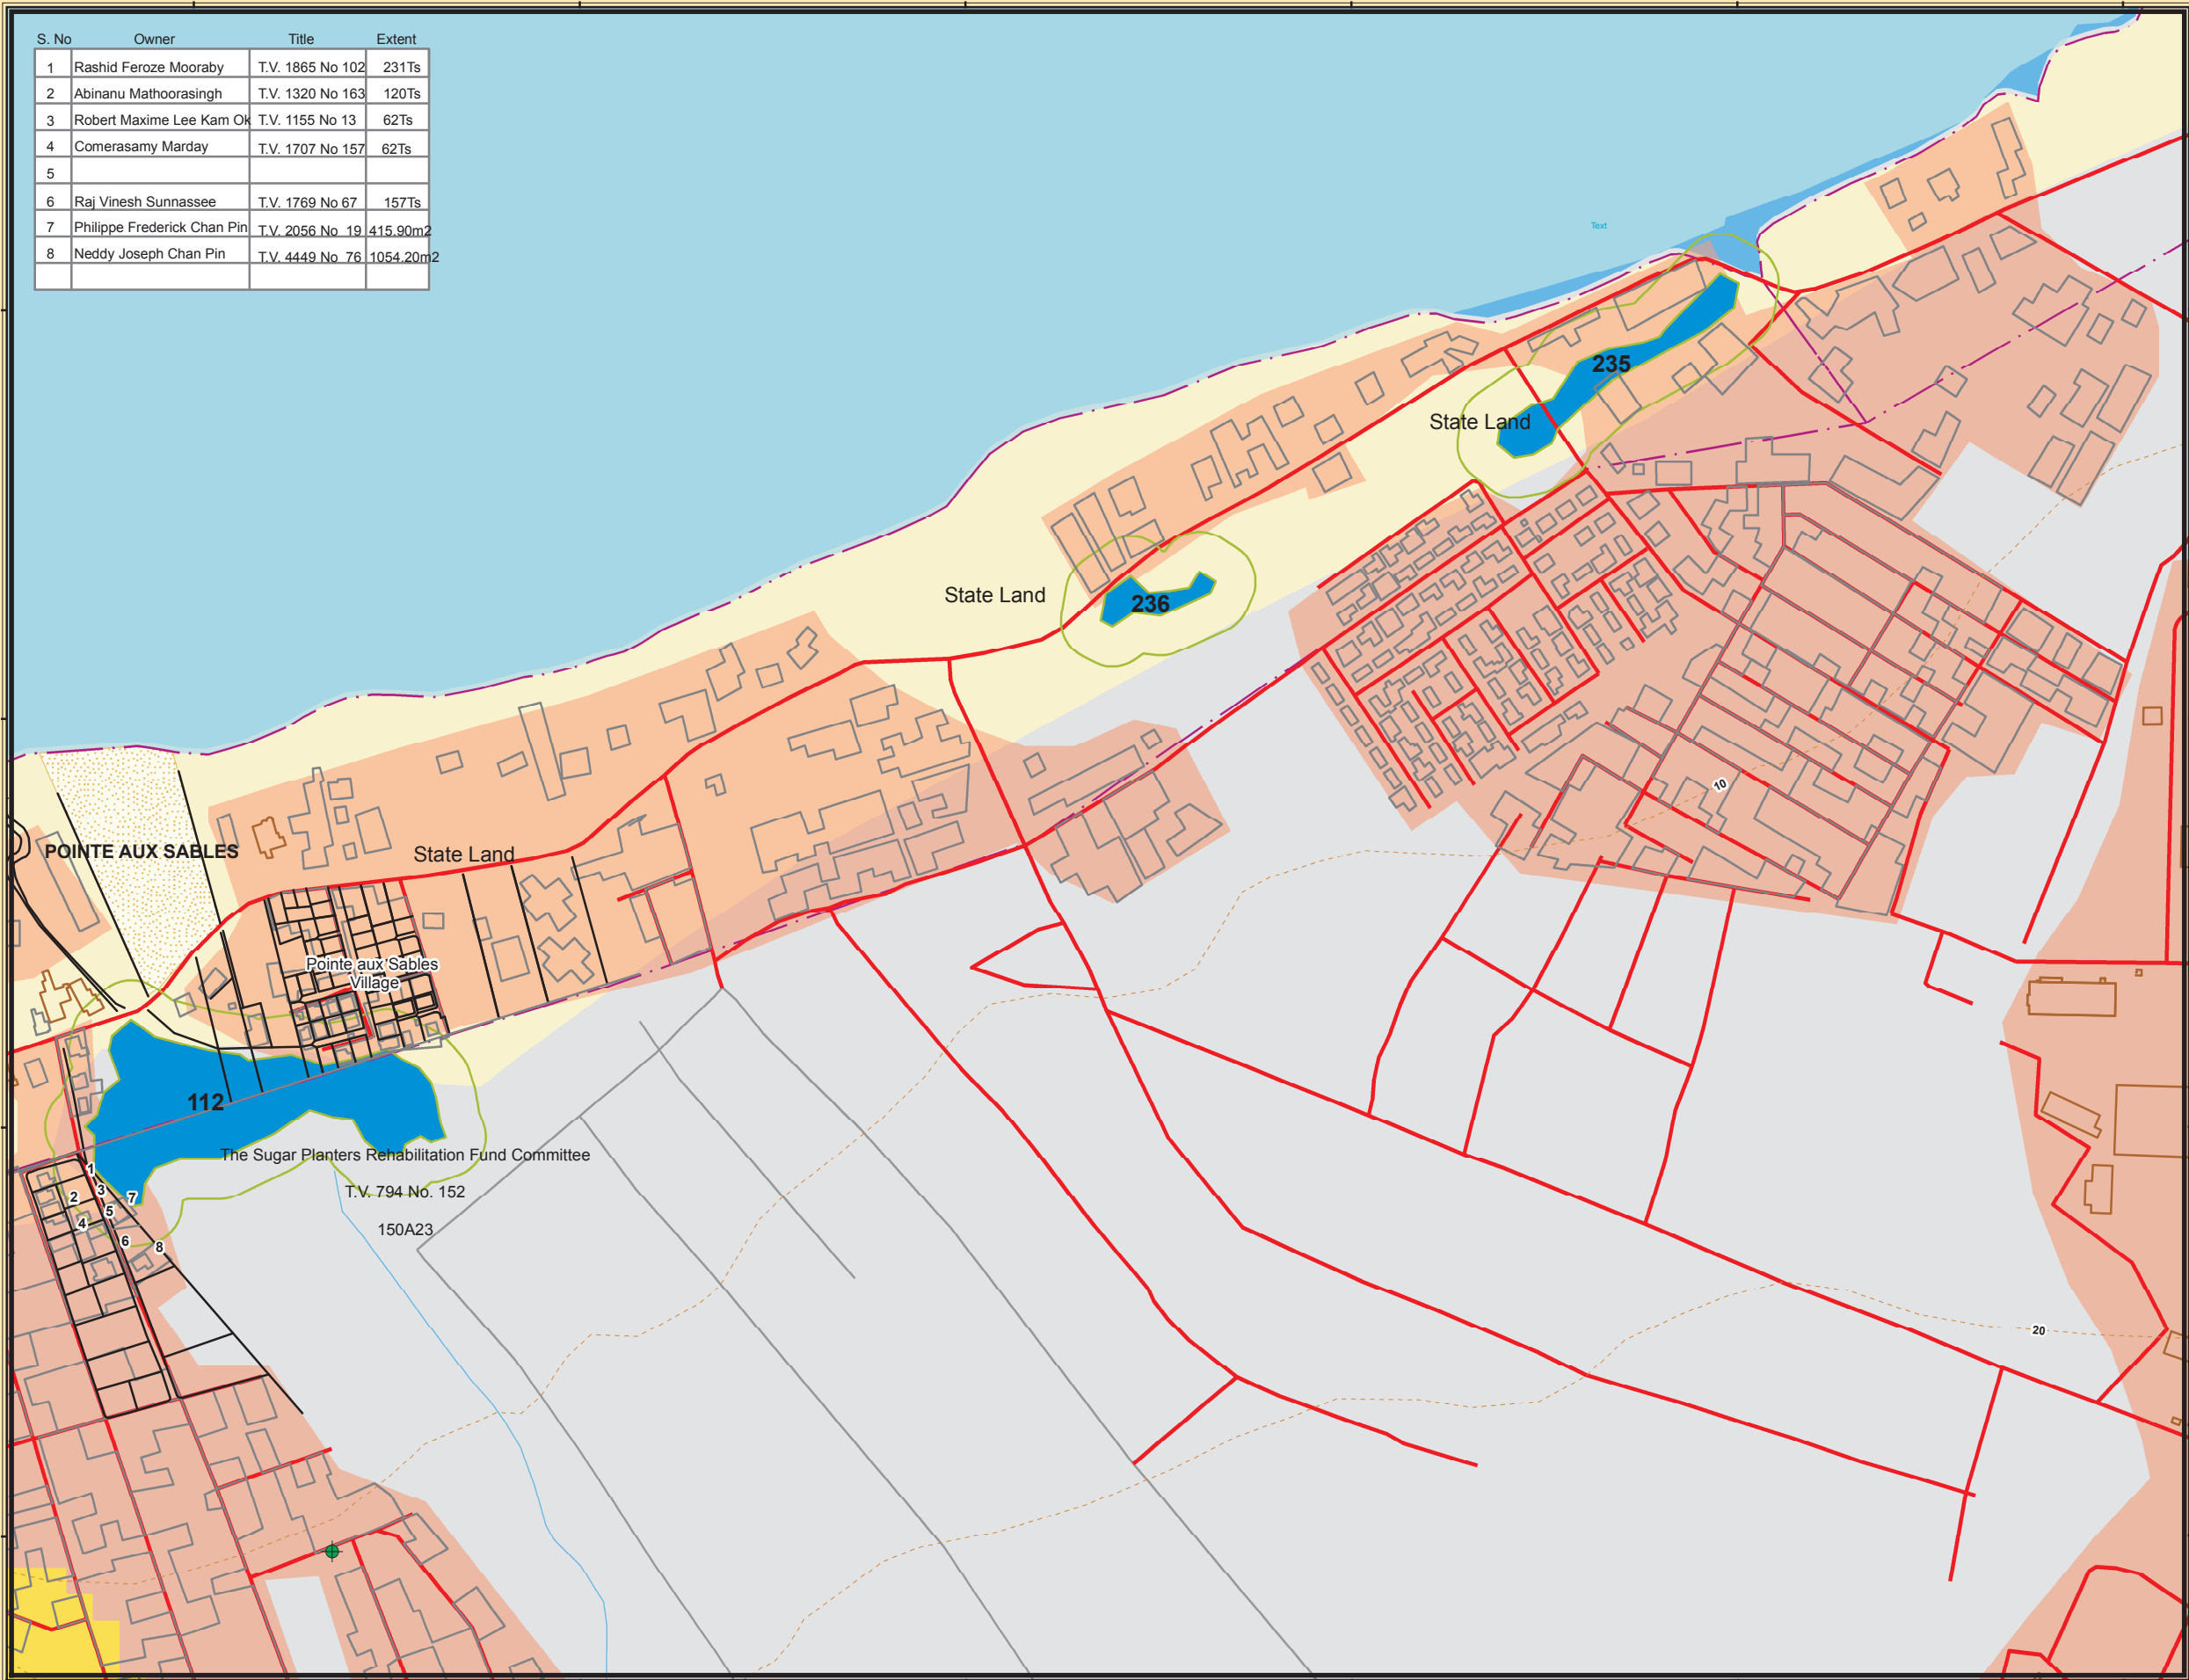 S. No Owner Title Extent
1 Rashid Feroze Mooraby T.V. 1865 No 102 231Ts
2 Abinanu Mathoorasingh T.V. 1320 No 163 120Ts
3 Robert Maxime Lee Kam Ok T.V. 1155 No 13 62Ts
4 Comerasamy Marday T.V. 1707 No 157 62Ts
5
6 Raj Vinesh Sunnassee T.V. 1769 No 67 157Ts
7 Philippe Frederick Chan Pin T.V. 2056 No 19 415.90m2
8 Neddy Joseph Chan Pin T.V. 4449 No 76 1054.20m2
Text
235
State Land
State Land
236
10
POINTE AUX SABLES
State Land
Pointe aux Sables
Village
112
The Sugar Planters Rehabilitation Fund Committee
T.V. 794 No. 152
150A23
1
2
3
7
5
4
6
8
20